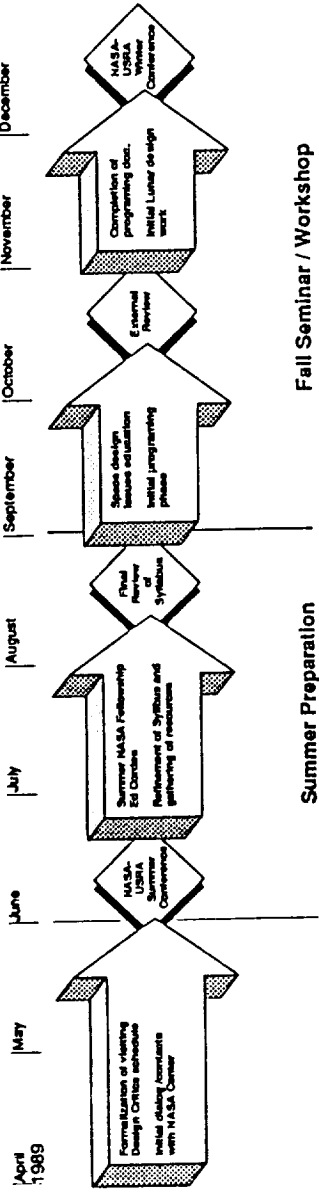 April
1989
May
June
July
August
September
October
November
December
Formalization of visiting
Design Critics schedule
Initial dialog /contacts
with NASA Center
NASA-
USRA
Summer
Conference
Summer NASA Fellowship
Ed Cordes
Refinement of Syllbus and
gathering of resources
Final
Review
of
Syllabus
Space design
issues education
Initial programing
phase
External
Review
Completion of
programing doc.
Initial Lunar design
work
NASA-
USRA
Winter
Conference
Summer Preparation
Fall Seminar / Workshop